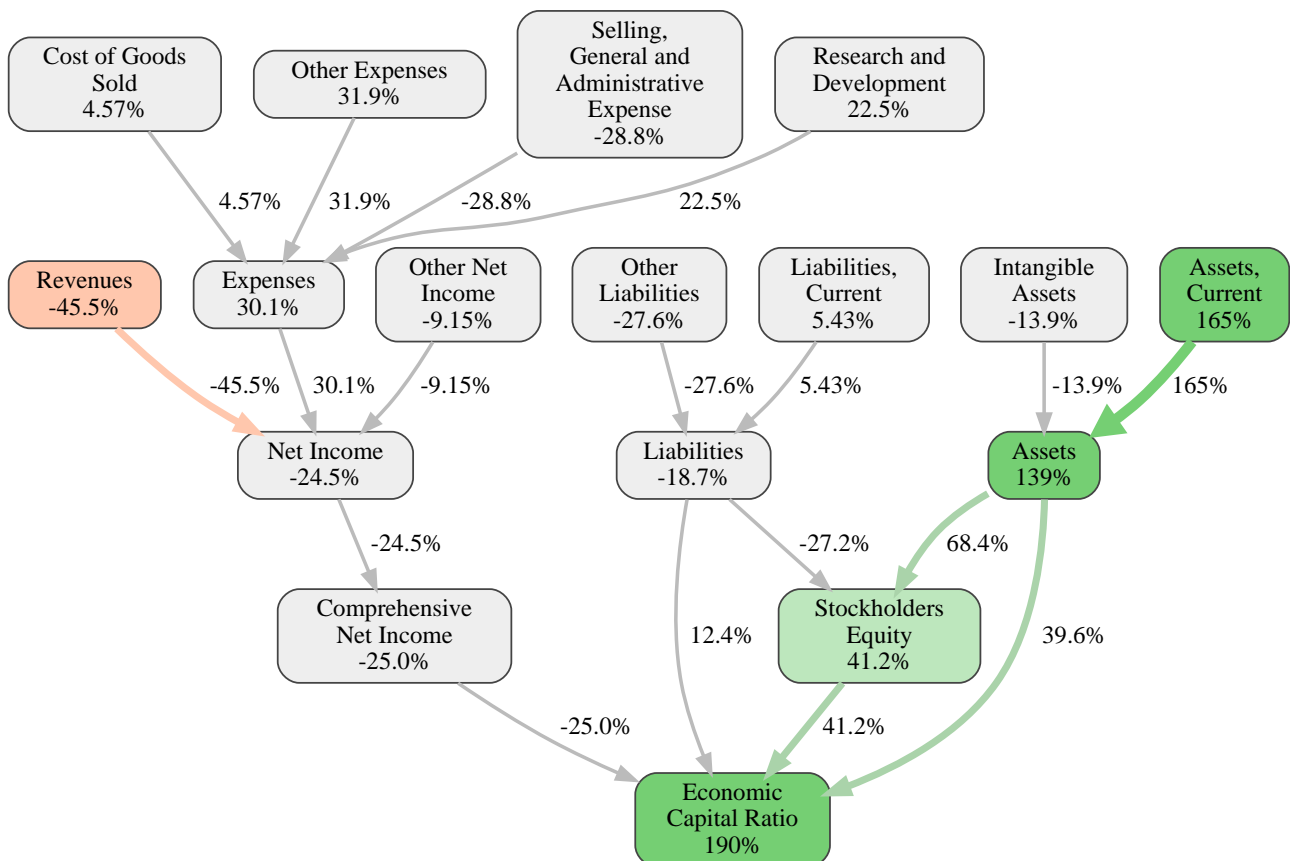 Cost of Goods
Sold
4.57%
Other Expenses
31.9%
Selling,
General and
Administrative
Expense
-28.8%
Research and
Development
22.5%
4.57%
31.9%
-28.8%
22.5%
Revenues
-45.5%
Expenses
30.1%
Other Net
Income
-9.15%
Other
Liabilities
-27.6%
Liabilities,
Current
5.43%
Intangible
Assets
-13.9%
Assets,
Current
165%
-45.5%
30.1%
-9.15%
-27.6%
5.43%
-13.9%
165%
Net Income
-24.5%
Liabilities
-18.7%
Assets
139%
-24.5%
-27.2%
68.4%
Comprehensive
Net Income
-25.0%
12.4%
Stockholders
Equity
41.2%
39.6%
-25.0%
41.2%
Economic
Capital Ratio
190%